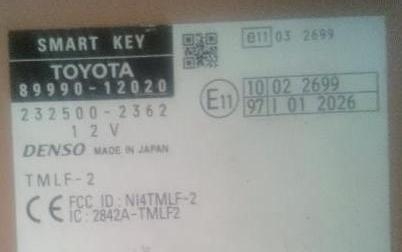 SMART KEY
TOYOTA
89990-12020
232500-2362
12V
DENSO MADE IN JAPAN
TMLF-2
CE FCC ID : NI4TMLF-2
IC : 2842A-TMLF2
e11 03 2699
E11
10 02 2699
97 I 01 2026